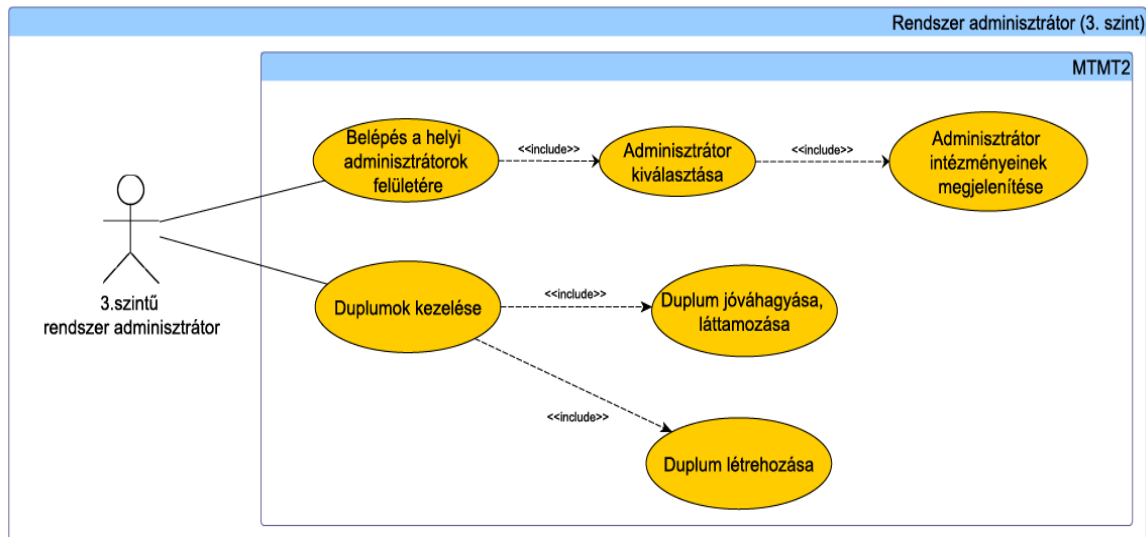 Rendszer adminisztrátor (3. szint)
MTMT2
Belépés a helyi
adminisztrátorok
felületére
<<include>>
Adminisztrátor
kiválasztása
<<include>>
Adminisztrátor
intézményeinek
megjelenítése
3.szintű
rendszer adminisztrátor
Duplumok kezelése
<<include>>
Duplum jóváhagyása,
láttamozása
<<include>>
Duplum létrehozása